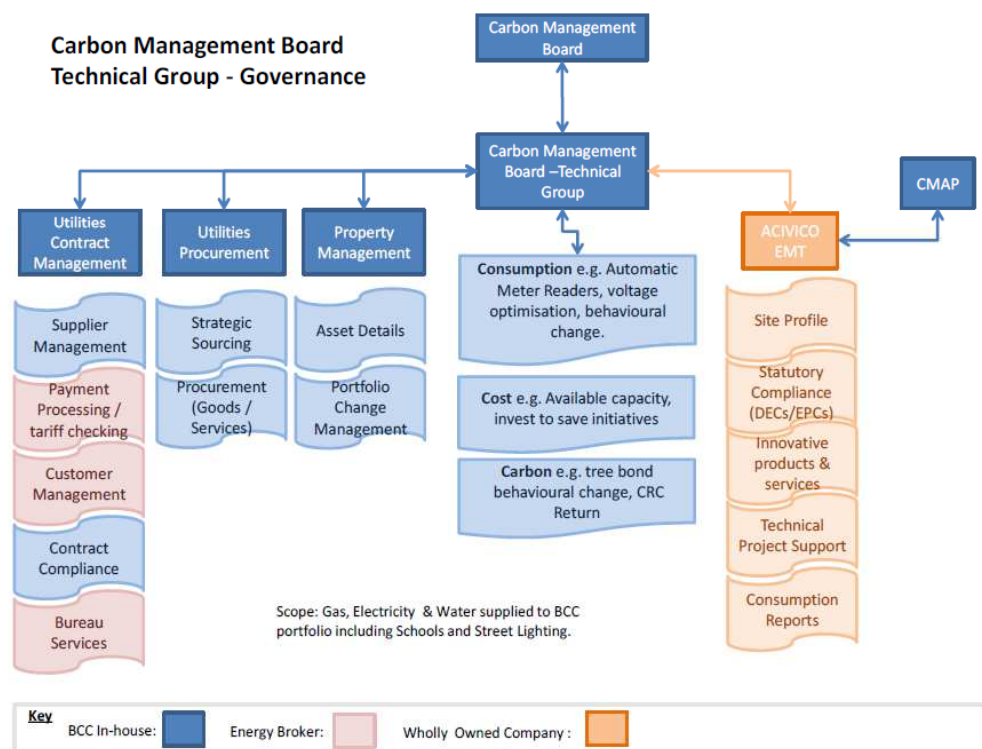 Carbon Management Board
Technical Group - Governance
Carbon Management
Board
Carbon Management
Board –Technical
Group
CMAP
Utilities
Contract
Management
Utilities
Procurement
Property
Management
ACIVICO
EMT
Supplier
Management
Payment
Processing /
tariff checking
Customer
Management
Contract
Compliance
Bureau
Services
Strategic
Sourcing
Procurement
(Goods /
Services)
Asset Details
Portfolio
Change
Management
Consumption e.g. Automatic
Meter Readers, voltage
optimisation, behavioural
change.
Cost e.g. Available capacity,
invest to save initiatives
Carbon e.g. tree bond
behavioural change, CRC
Return
Site Profile
Statutory
Compliance
(DECs/EPCs)
Innovative
products &
services
Technical
Project Support
Consumption
Reports
Scope: Gas, Electricity & Water supplied to BCC
portfolio including Schools and Street Lighting.
Key
BCC In-house:
Energy Broker:
Wholly Owned Company :